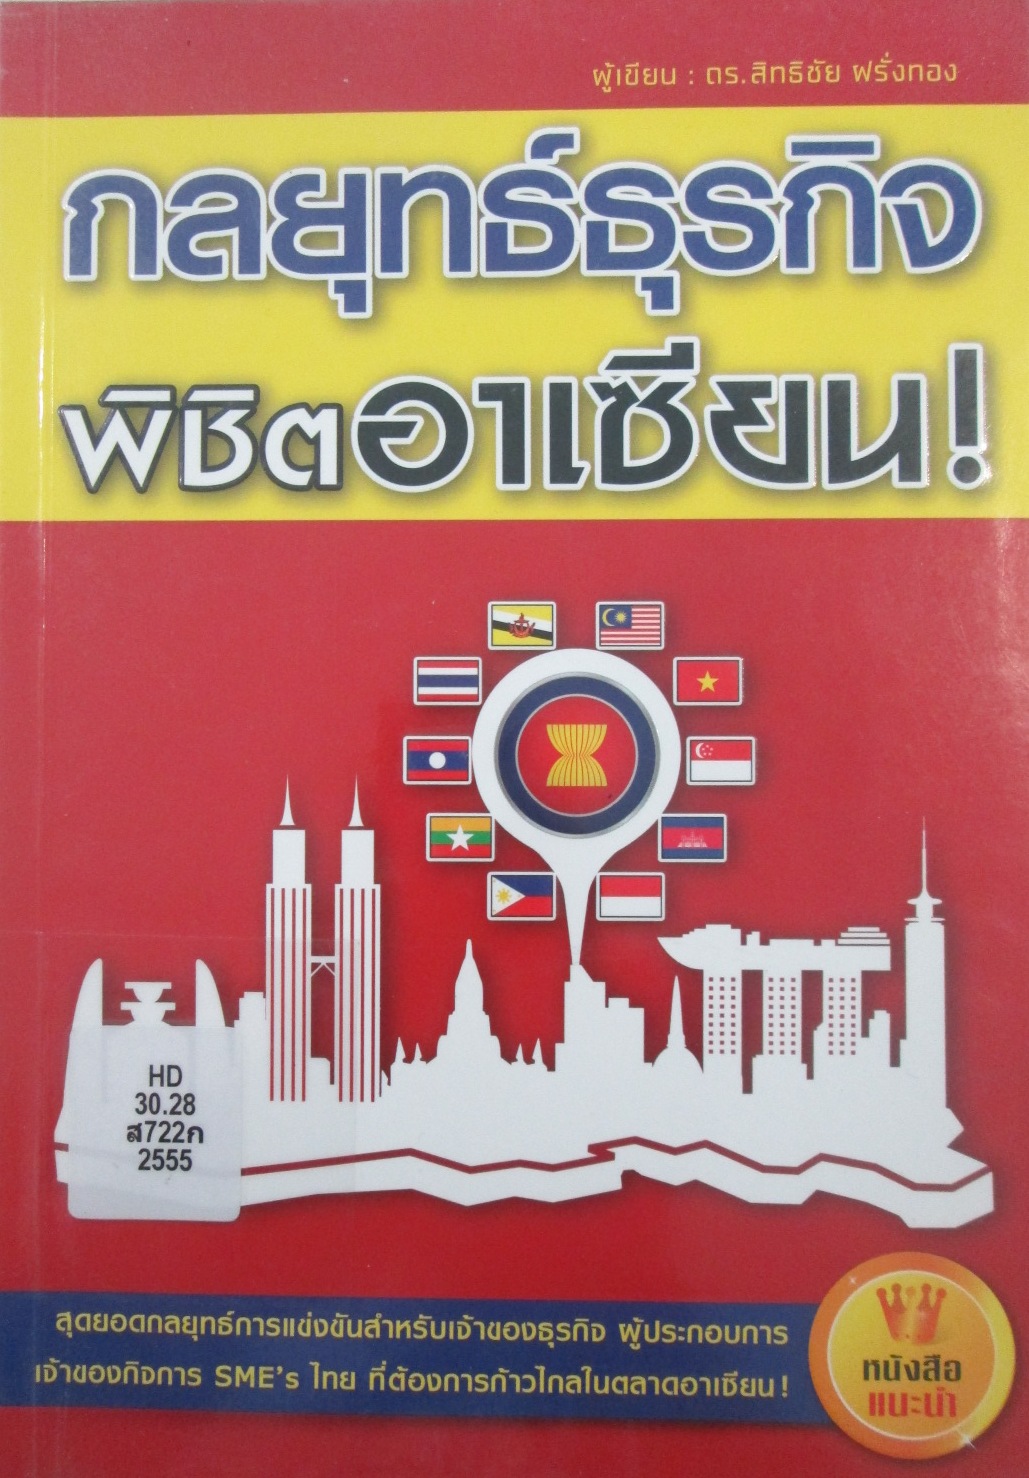 ผู้เขียน : ดร.สิทธิชัย ฝรั่งทอง
กลยุทธ์ธุรกิจ
พิชิตอาเซียน!
HD
30.28
ส722ก
2555
สุดยอดกลยุทธ์การแข่งขันสำหรับเจ้าของธุรกิจ ผู้ประกอบการ
เจ้าของกิจการ SME's ไทย ที่ต้องการก้าวไกลในตลาดอาเซียน!
หนังสือ
แนะนำ